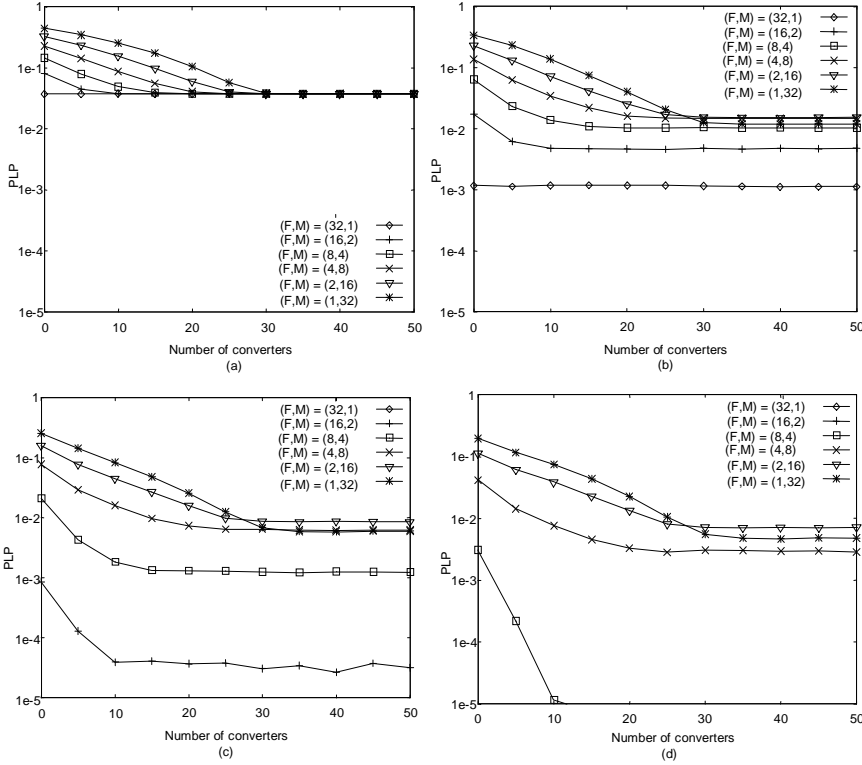 1
1e-1
1e-2
1e-3
1e-4
1e-5
PLP
0 10 20 30 40 50
Number of converters
(a)
(F,M) = (32,1)
(F,M) = (16,2)
(F,M) = (8,4)
(F,M) = (4,8)
(F,M) = (2,16)
(F,M) = (1,32)
1
1e-1
1e-2
1e-3
1e-4
1e-5
PLP
0 10 20 30 40 50
Number of converters
(b)
(F,M) = (32,1)
(F,M) = (16,2)
(F,M) = (8,4)
(F,M) = (4,8)
(F,M) = (2,16)
(F,M) = (1,32)
1
1e-1
1e-2
1e-3
1e-4
1e-5
PLP
0 10 20 30 40 50
Number of converters
(c)
(F,M) = (32,1)
(F,M) = (16,2)
(F,M) = (8,4)
(F,M) = (4,8)
(F,M) = (2,16)
(F,M) = (1,32)
1
1e-1
1e-2
1e-3
1e-4
1e-5
PLP
0 10 20 30 40 50
Number of converters
(d)
(F,M) = (32,1)
(F,M) = (16,2)
(F,M) = (8,4)
(F,M) = (4,8)
(F,M) = (2,16)
(F,M) = (1,32)